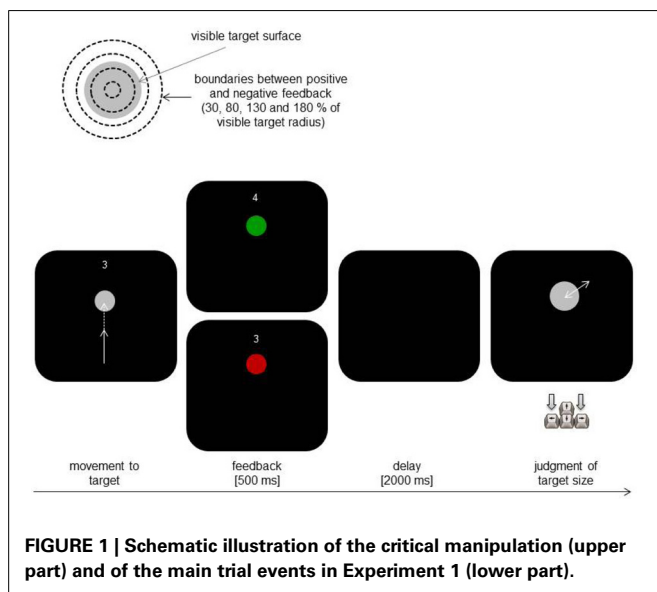 visible target surface
boundaries between positive
and negative feedback
(30, 80, 130 and 180 % of
visible target radius)
4
3
3
movement to
target
feedback
[500 ms]
delay
[2000 ms]
judgment of
target size
FIGURE 1 | Schematic illustration of the critical manipulation (upper
part) and of the main trial events in Experiment 1 (lower part).